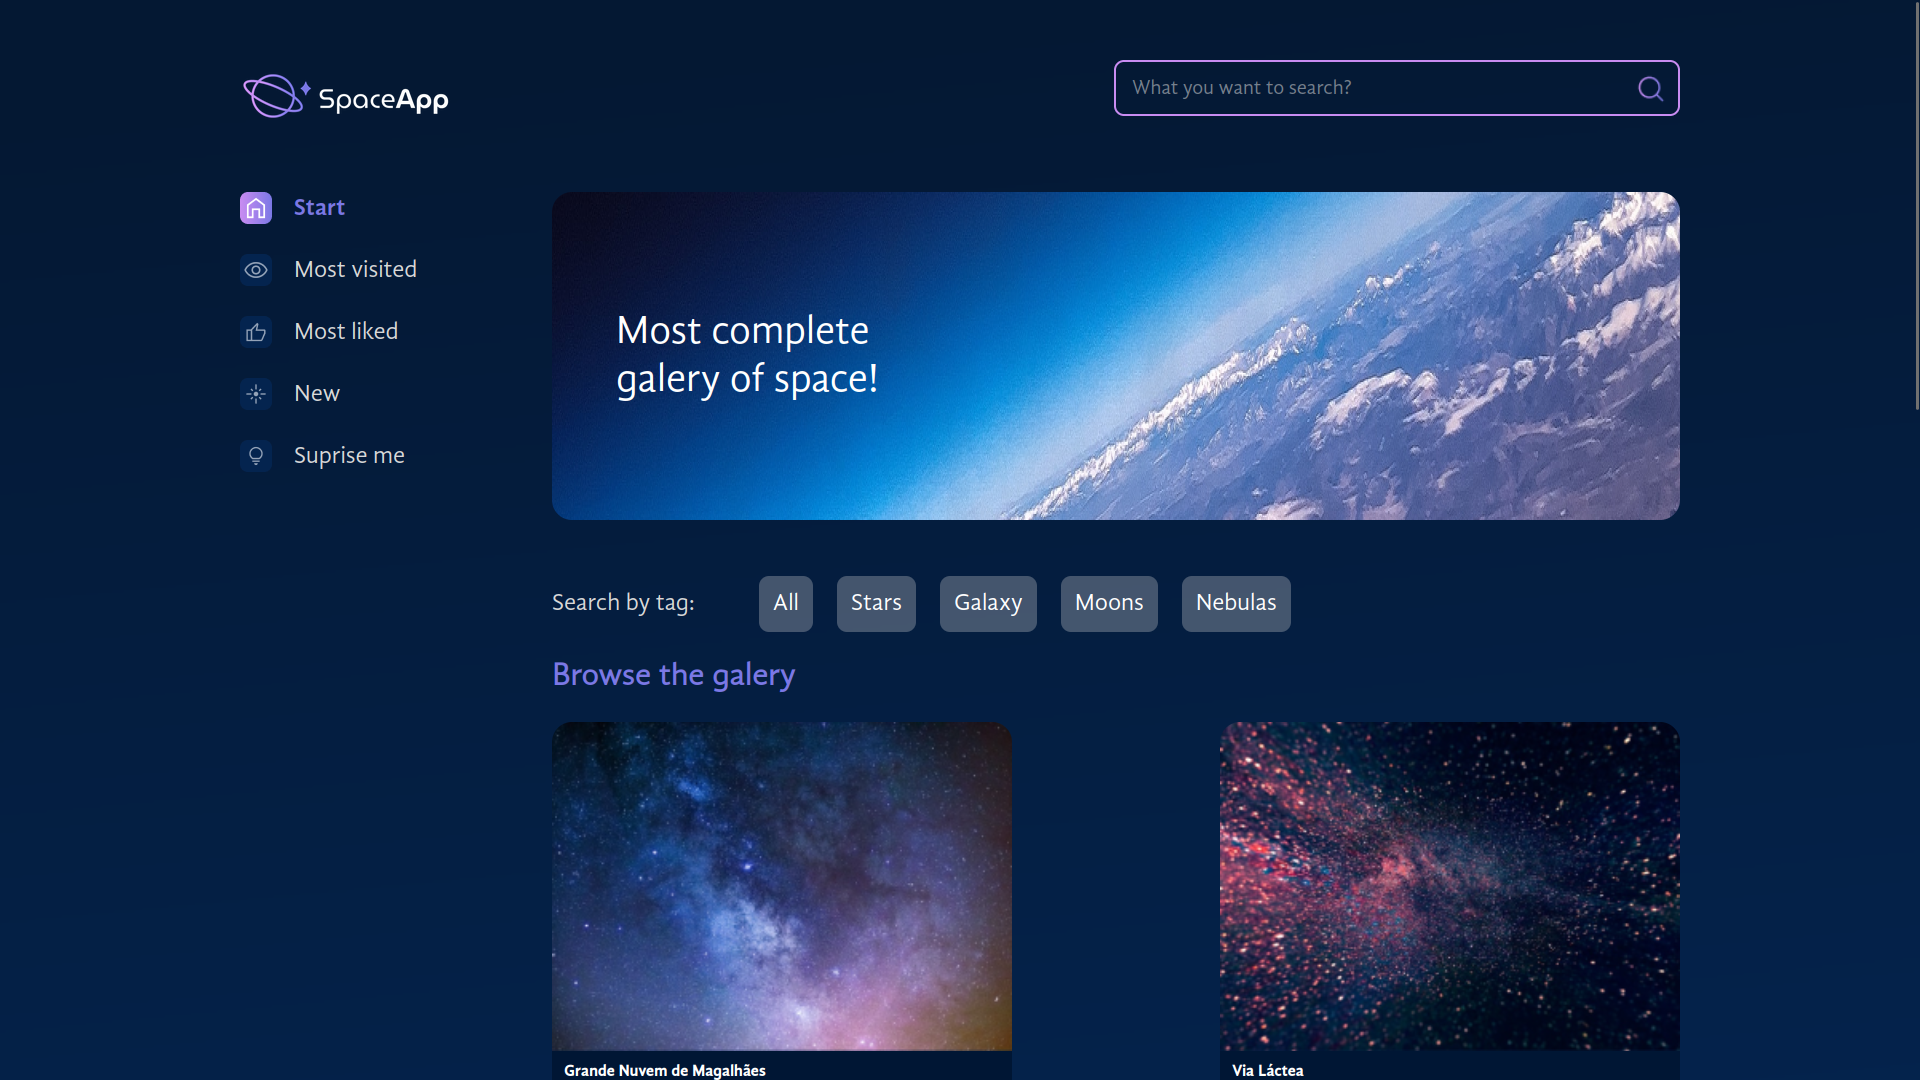 SpaceApp
What you want to search?
Start
Most visited
Most liked
New
Suprise me
Most complete
galery of space!
Search by tag:
All
Stars
Galaxy
Moons
Nebulas
Browse the galery
Grande Nuvem de Magalhães
Via Láctea